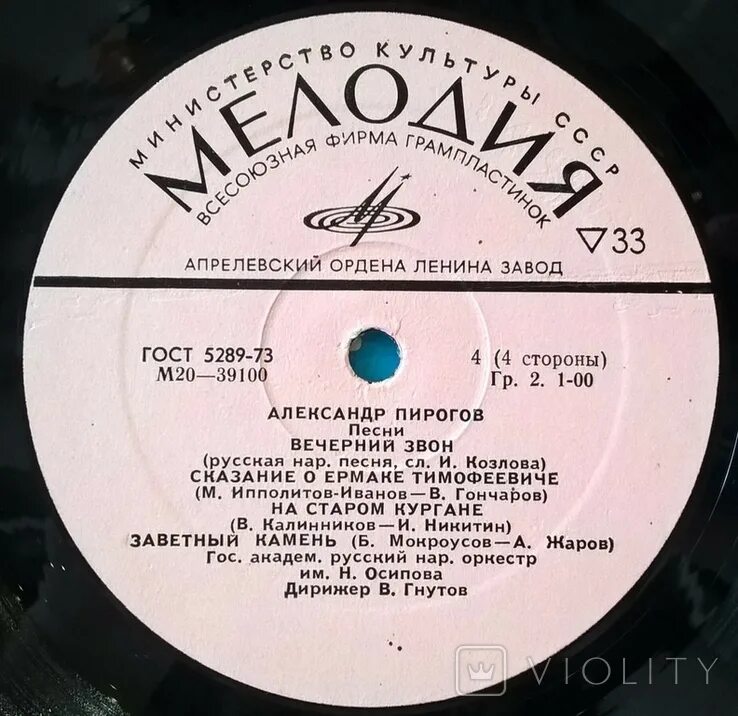 МИНИСТЕРСТВО КУЛЬТУРЫ СССР
МЕЛОДИЯ
ВСЕСОЮЗНАЯ ФИРМА ГРАМПЛАСТИНОК
▽33
АПРЕЛЕВСКИЙ ОРДЕНА ЛЕНИНА ЗАВОД
ГОСТ 5289-73
М20—39100
4 (4 стороны)
Гр. 2. 1-00
АЛЕКСАНДР ПИРОГОВ
Песни
ВЕЧЕРНИЙ ЗВОН
(русская нар. песня, сл. И. Козлова)
СКАЗАНИЕ О ЕРМАКЕ ТИМОФЕЕВИЧЕ
(М. Ипполитов-Иванов—В. Гончаров)
НА СТАРОМ КУРГАНЕ
(В. Калинников—И. Никитин)
ЗАВЕТНЫЙ КАМЕНЬ (Б. Мокроусов—А. Жаров)
Гос. академ. русский нар. оркестр
им. Н. Осипова
Дирижер В. Гнутов
VIOLITY